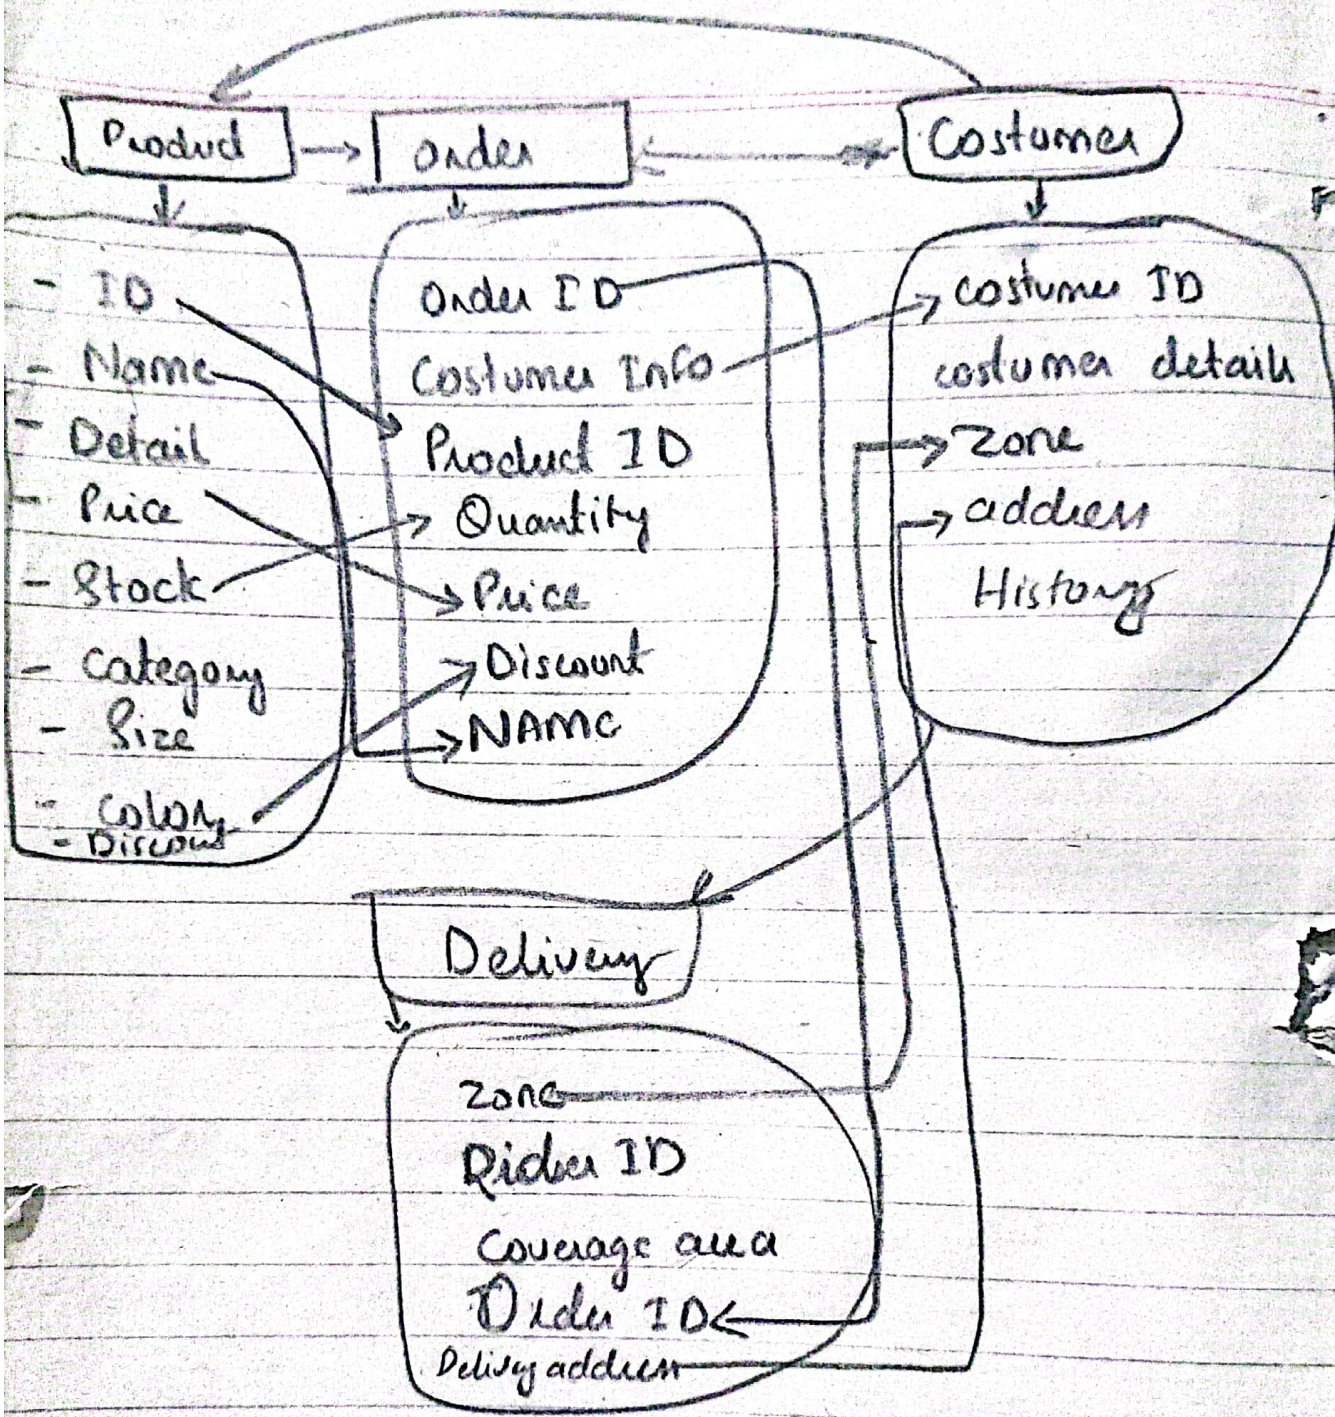 Product
Order
Costumer
- ID
- Name
- Detail
- Price
- Stock
- Category
- Size
- Color
- Discount
Order ID
Costumer Info
Product ID
Quantity
Price
Discount
NAME
costumer ID
costumer details
zone
address
History
Delivery
zone
Rider ID
Coverage area
Order ID
Delivery address